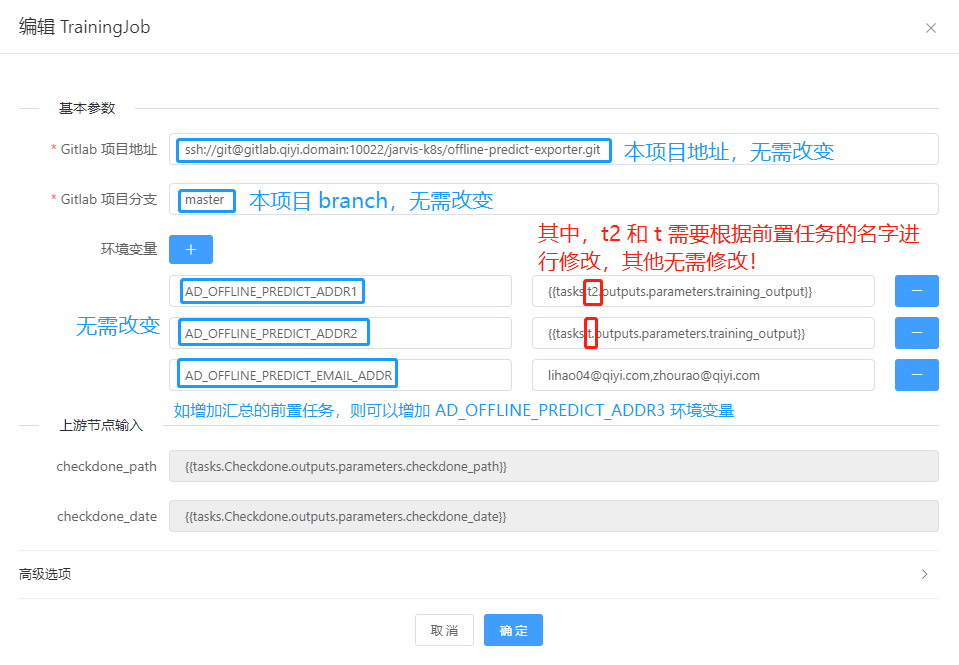 编辑 TrainingJob
基本参数
* Gitlab 项目地址 ssh://git@gitlab.qiyi.domain:10022/jarvis-k8s/offline-predict-exporter.git 本项目地址，无需改变
* Gitlab 项目分支 master 本项目 branch，无需改变
环境变量 +
其中，t2 和 t 需要根据前置任务的名字进
行修改，其他无需修改！
AD_OFFLINE_PREDICT_ADDR1 {{tasks.t2.outputs.parameters.training_output}}
无需改变
AD_OFFLINE_PREDICT_ADDR2 {{tasks.t.outputs.parameters.training_output}}
AD_OFFLINE_PREDICT_EMAIL_ADDR lihao04@qiyi.com,zhourao@qiyi.com
如增加汇总的前置任务，则可以增加 AD_OFFLINE_PREDICT_ADDR3 环境变量
上游节点输入
checkdone_path {{tasks.Checkdone.outputs.parameters.checkdone_path}}
checkdone_date {{tasks.Checkdone.outputs.parameters.checkdone_date}}
高级选项
取消 确定